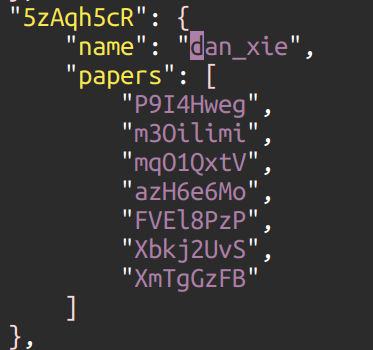 "5zAqh5cR": {
"name": "dan_xie",
"papers": [
"P9I4Hweg",
"m3Oilimi",
"mqO1QxtV",
"azH6e6Mo",
"FVEl8PzP",
"Xbkj2UvS",
"XmTgGzFB"
]
},